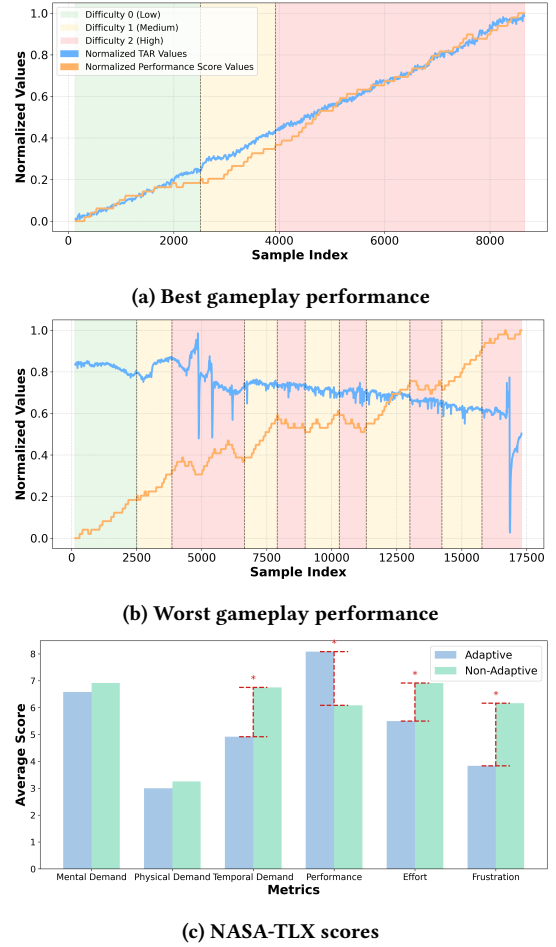 Difficulty 0 (Low)
Difficulty 1 (Medium)
Difficulty 2 (High)
Normalized TAR Values
Normalized Performance Score Values
Normalized Values
1.0
0.8
0.6
0.4
0.2
0.0
0 2000 4000 6000 8000
Sample Index
(a) Best gameplay performance
Normalized Values
1.0
0.8
0.6
0.4
0.2
0.0
0 2500 5000 7500 10000 12500 15000 17500
Sample Index
(b) Worst gameplay performance
Average Score
8
7
6
5
4
3
2
1
0
Adaptive
Non-Adaptive
* * * *
Mental Demand Physical Demand Temporal Demand Performance Effort Frustration
Metrics
(c) NASA-TLX scores